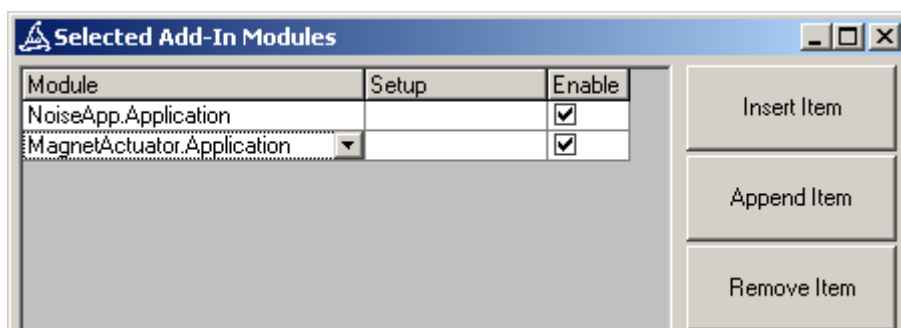 Selected Add-In Modules
Module Setup Enable
NoiseApp.Application
MagnetActuator.Application
Insert Item
Append Item
Remove Item